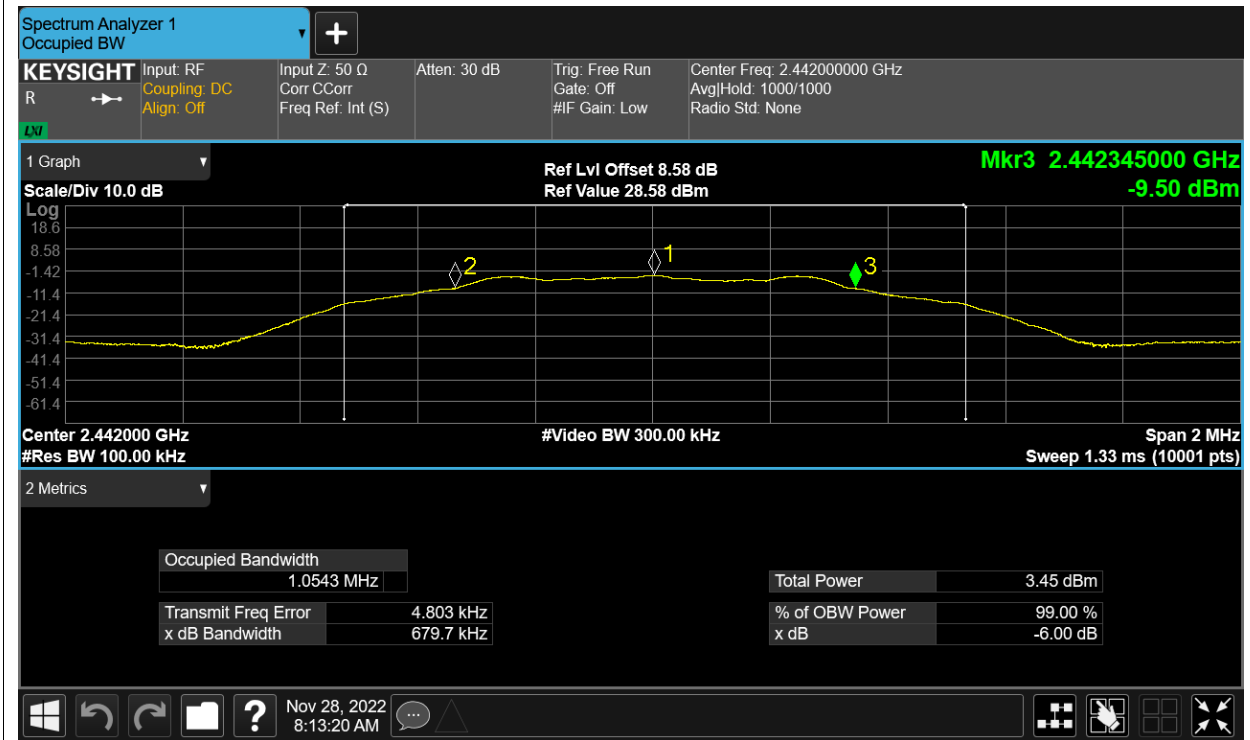 Spectrum Analyzer 1
Occupied BW
KEYSIGHT
R
LXI
Input: RF
Coupling: DC
Align: Off
Input Z: 50 Ω
Corr CCorr
Freq Ref: Int (S)
Atten: 30 dB
Trig: Free Run
Gate: Off
#IF Gain: Low
Center Freq: 2.442000000 GHz
Avg|Hold: 1000/1000
Radio Std: None
1 Graph
Scale/Div 10.0 dB
Ref Lvl Offset 8.58 dB
Ref Value 28.58 dBm
Mkr3 2.442345000 GHz
-9.50 dBm
Log
18.6
8.58
-1.42
-11.4
-21.4
-31.4
-41.4
-51.4
-61.4
2
1
3
Center 2.442000 GHz
#Video BW 300.00 kHz
Span 2 MHz
#Res BW 100.00 kHz
Sweep 1.33 ms (10001 pts)
2 Metrics
Occupied Bandwidth
1.0543 MHz
Total Power 3.45 dBm
Transmit Freq Error 4.803 kHz
% of OBW Power 99.00 %
x dB Bandwidth 679.7 kHz
x dB -6.00 dB
?
Nov 28, 2022
8:13:20 AM